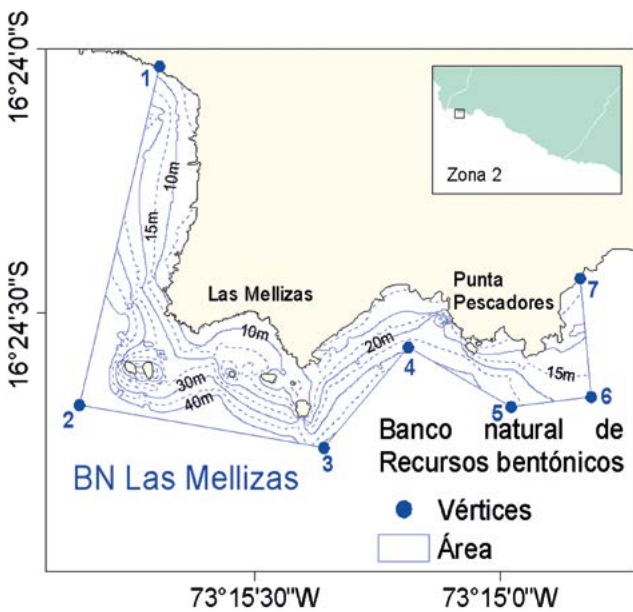 16°24'0"S
1
10m
15m
Zona 2
Las Mellizas
Punta
Pescadores
7
16°24'30"S
10m
20m
4
15m
30m
40m
2
3
5
6
Banco natural de
Recursos bentónicos
BN Las Mellizas
Vértices
Área
73°15'30"W
73°15'0"W